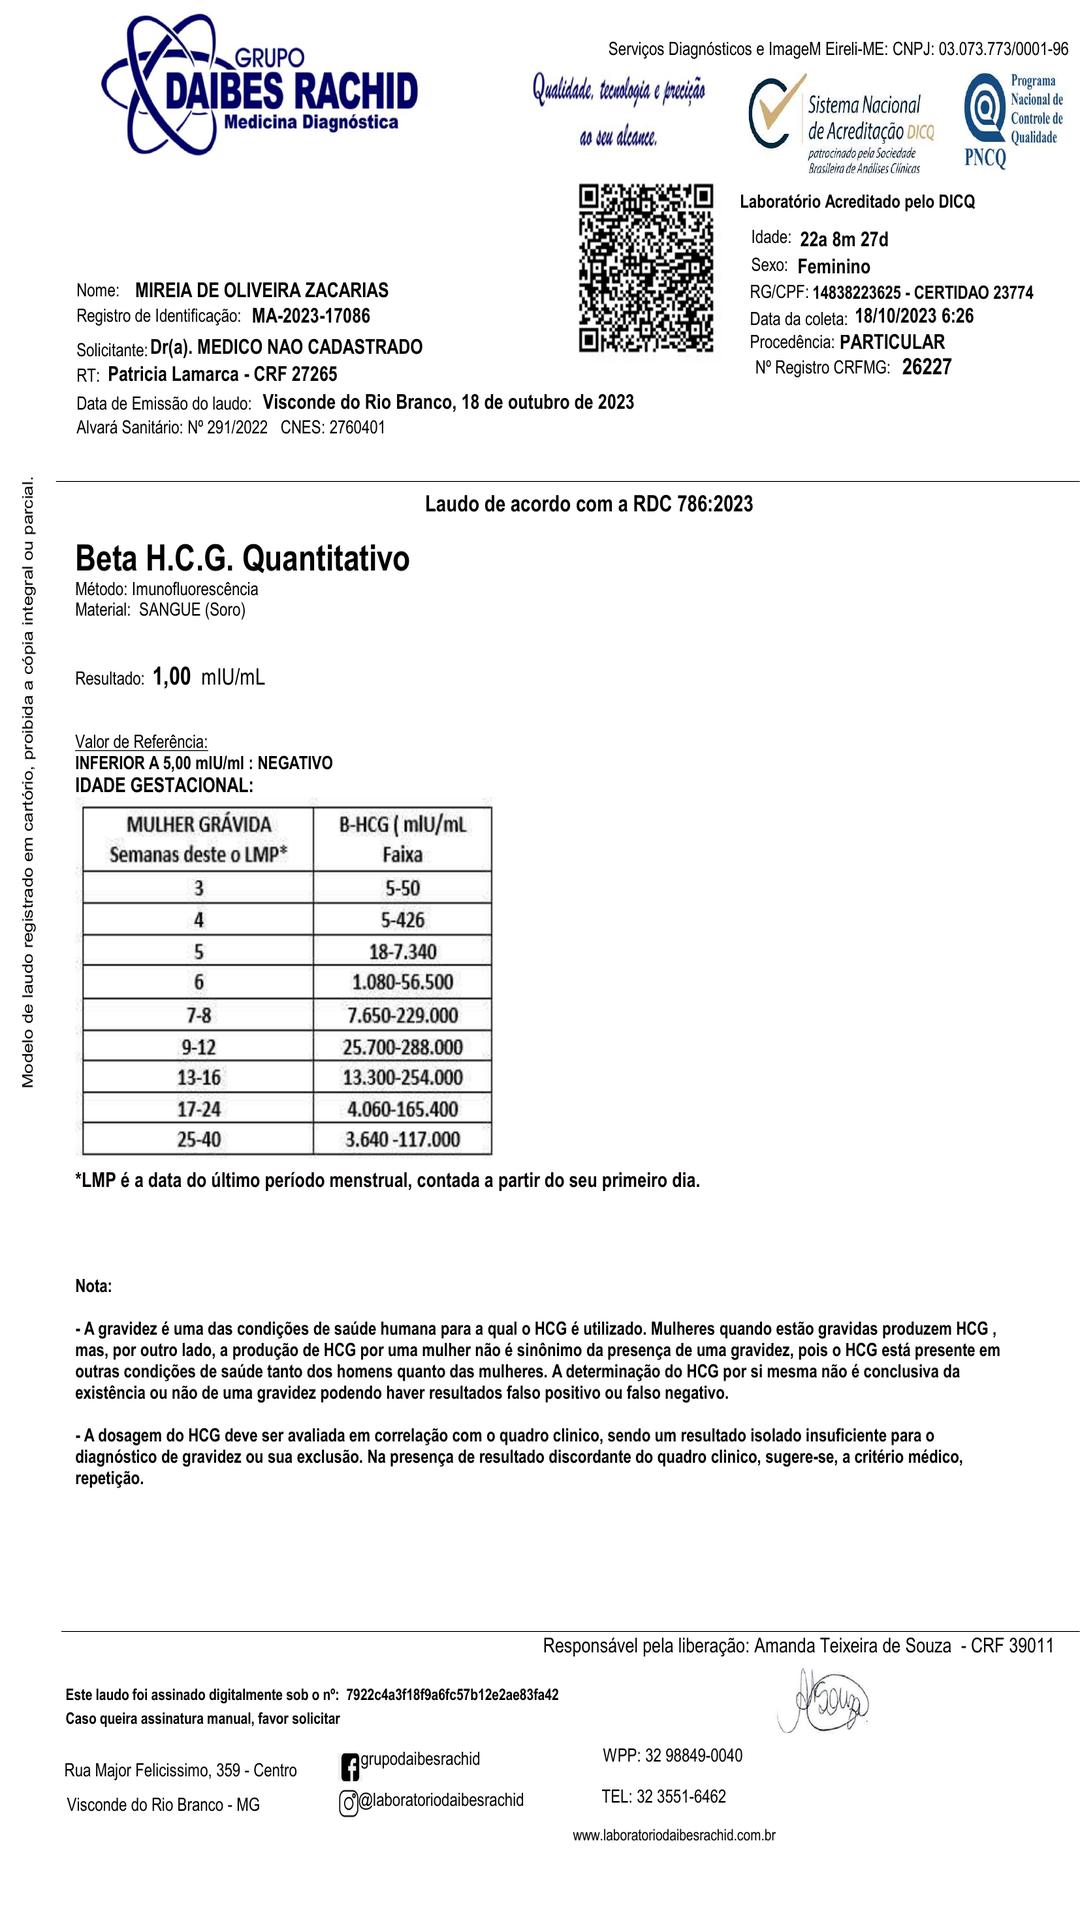 GRUPO
DAIBES RACHID
Medicina Diagnóstica
Serviços Diagnósticos e ImageM Eireli-ME: CNPJ: 03.073.773/0001-96
Qualidade, tecnologia e precição
ao seu alcance.
Sistema Nacional
de Acreditação DICQ
patrocinado pela Sociedade
Brasileira de Análises Clínicas
Programa
Nacional de
Controle de
Qualidade
PNCQ
Laboratório Acreditado pelo DICQ
Idade: 22a 8m 27d
Sexo: Feminino
RG/CPF: 14838223625 - CERTIDAO 23774
Data da coleta: 18/10/2023 6:26
Procedência: PARTICULAR
Nº Registro CRFMG: 26227
Nome: MIREIA DE OLIVEIRA ZACARIAS
Registro de Identificação: MA-2023-17086
Solicitante: Dr(a). MEDICO NAO CADASTRADO
RT: Patricia Lamarca - CRF 27265
Data de Emissão do laudo: Visconde do Rio Branco, 18 de outubro de 2023
Alvará Sanitário: Nº 291/2022 CNES: 2760401
Modelo de laudo registrado em cartório, proibida a cópia integral ou parcial.
Laudo de acordo com a RDC 786:2023
Beta H.C.G. Quantitativo
Método: Imunofluorescência
Material: SANGUE (Soro)
Resultado: 1,00 mIU/mL
Valor de Referência:
INFERIOR A 5,00 mIU/ml : NEGATIVO
IDADE GESTACIONAL:
MULHER GRÁVIDA B-HCG ( mIU/mL
Semanas deste o LMP* Faixa
3 5-50
4 5-426
5 18-7.340
6 1.080-56.500
7-8 7.650-229.000
9-12 25.700-288.000
13-16 13.300-254.000
17-24 4.060-165.400
25-40 3.640 -117.000
*LMP é a data do último período menstrual, contada a partir do seu primeiro dia.
Nota:
- A gravidez é uma das condições de saúde humana para a qual o HCG é utilizado. Mulheres quando estão gravidas produzem HCG ,
mas, por outro lado, a produção de HCG por uma mulher não é sinônimo da presença de uma gravidez, pois o HCG está presente em
outras condições de saúde tanto dos homens quanto das mulheres. A determinação do HCG por si mesma não é conclusiva da
existência ou não de uma gravidez podendo haver resultados falso positivo ou falso negativo.
- A dosagem do HCG deve ser avaliada em correlação com o quadro clinico, sendo um resultado isolado insuficiente para o
diagnóstico de gravidez ou sua exclusão. Na presença de resultado discordante do quadro clinico, sugere-se, a critério médico,
repetição.
Responsável pela liberação: Amanda Teixeira de Souza - CRF 39011
ASouza
Este laudo foi assinado digitalmente sob o nº: 7922c4a3f18f9a6fc57b12e2ae83fa42
Caso queira assinatura manual, favor solicitar
Rua Major Felicissimo, 359 - Centro
Visconde do Rio Branco - MG
grupodaibesrachid
@laboratoriodaibesrachid
WPP: 32 98849-0040
TEL: 32 3551-6462
www.laboratoriodaibesrachid.com.br